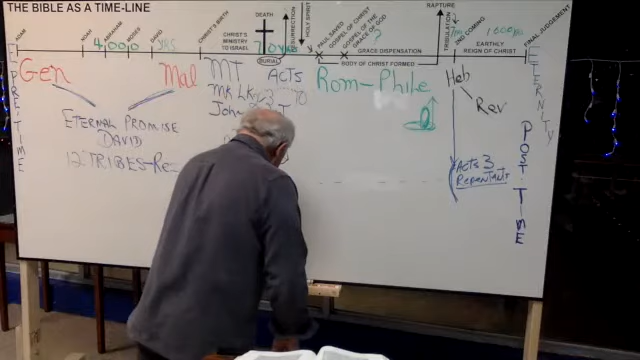 THE BIBLE AS A TIME-LINE
ADAM
NOAH
ABRAHAM
MOSES
DAVID
CHRIST'S BIRTH
CHRIST'S
MINISTRY
TO ISRAEL
DEATH
BURIAL
RESURRECTION
HOLY SPIRIT
PAUL SAVED
GOSPEL OF CHRIST
GOSPEL OF THE
GRACE OF GOD
GRACE DISPENSATION
BODY OF CHRIST FORMED
RAPTURE
TRIBULATION
2ND COMING
EARTHLY
REIGN OF CHRIST
FINAL JUDGEMENT
4,000 YRS
?
1000
PRE-TIME
Gen
Mal
MT
MK LK
John
ACTS
Rom-Phile
Heb
Rev
ETERNAL PROMISE
DAVID
12 TRIBES-
ACTS 3
REPENTANT
ETERNITY
POST-TIME